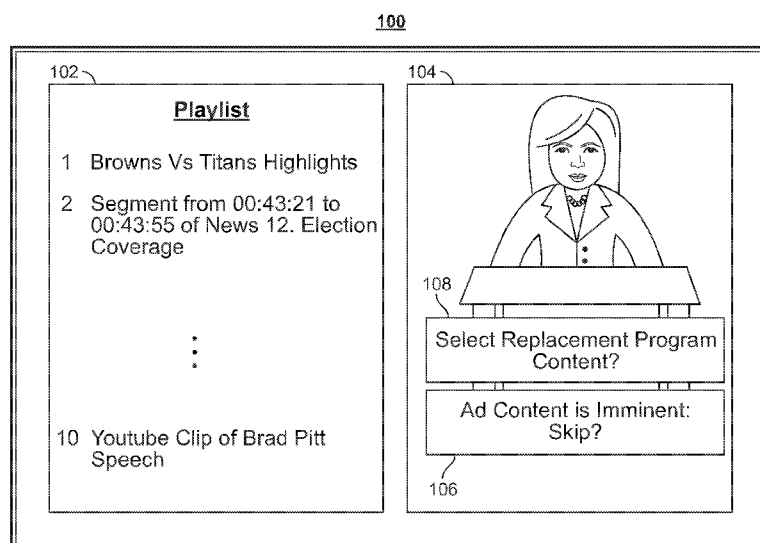 100
102
Playlist
1 Browns Vs Titans Highlights
2 Segment from 00:43:21 to
00:43:55 of News 12. Election
Coverage
10 Youtube Clip of Brad Pitt
Speech
104
108
Select Replacement Program
Content?
Ad Content is Imminent:
Skip?
106